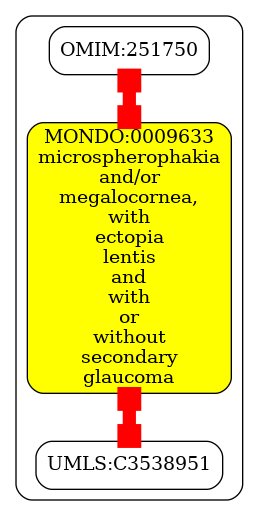 OMIM:251750
MONDO:0009633
microspherophakia
and/or
megalocornea,
with
ectopia
lentis
and
with
or
without
secondary
glaucoma
UMLS:C3538951